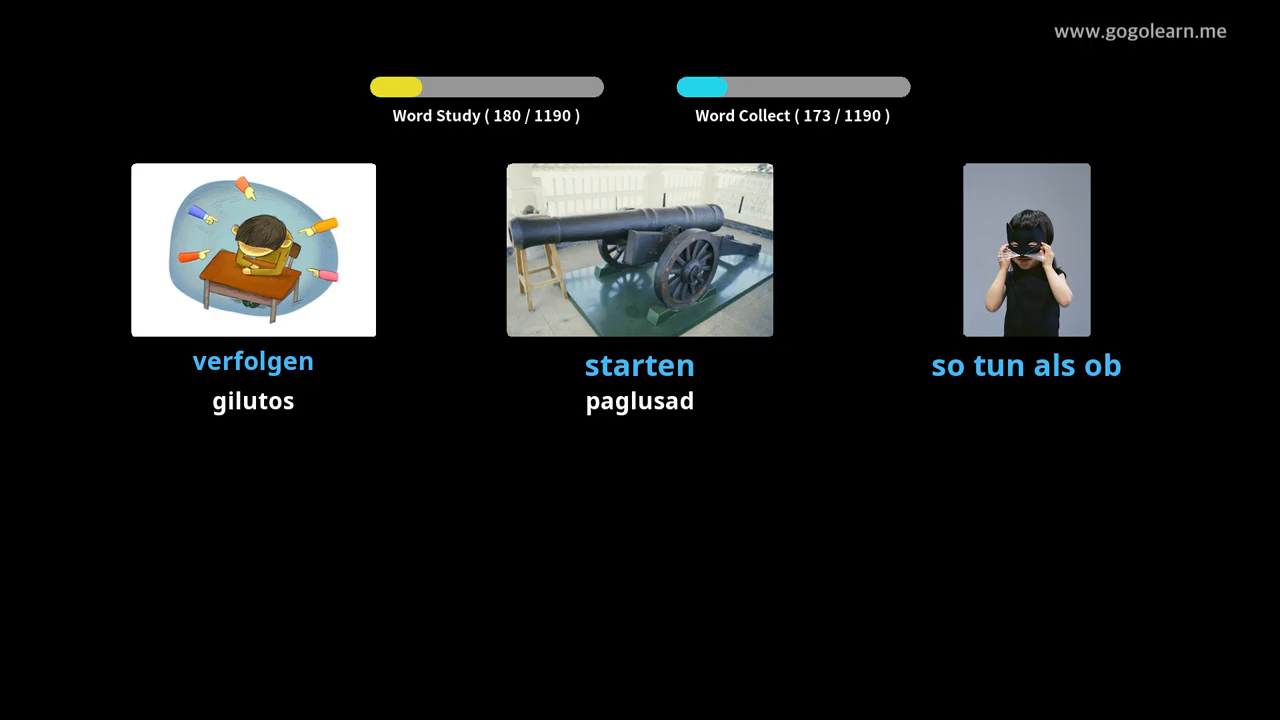 www.gogolearn.me
Word Study ( 180 / 1190 )
Word Collect ( 173 / 1190 )
verfolgen
gilutos
starten
paglusad
so tun als ob